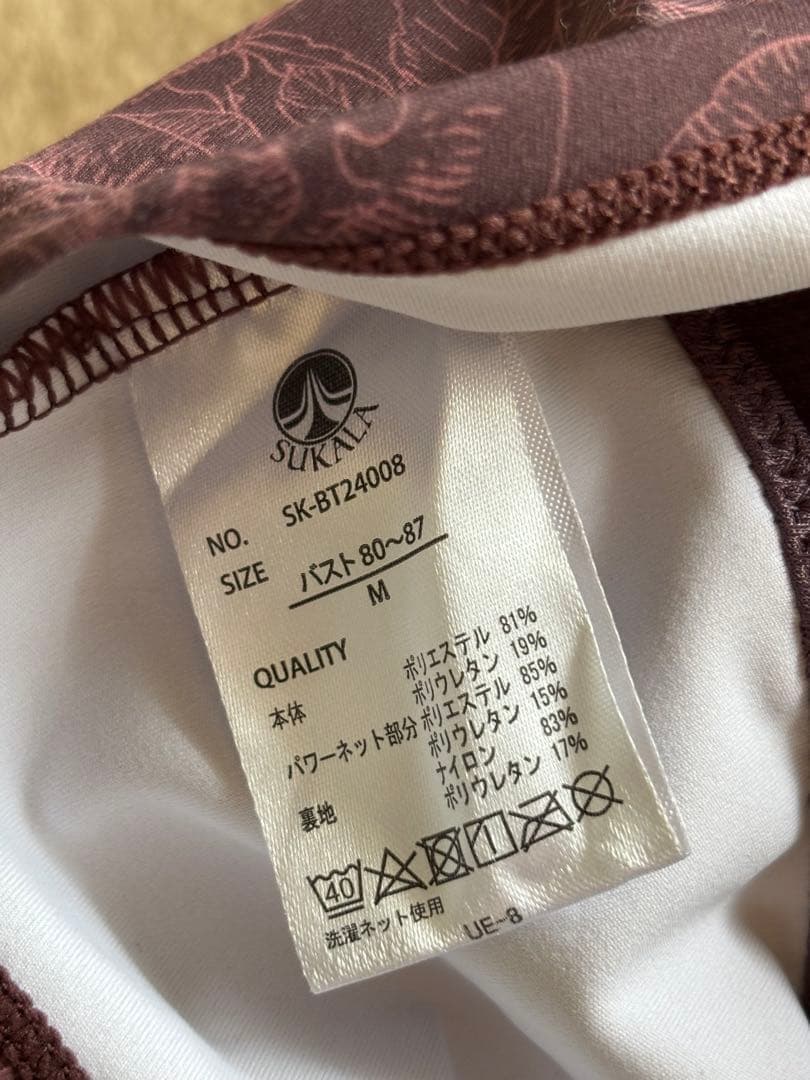 SUKALA
NO. SK-BT24008
SIZE バスト80～87
M
QUALITY
本体 ポリエステル 81%
ポリウレタン 19%
パワーネット部分 ポリエステル 85%
ポリウレタン 15%
裏地 ナイロン 83%
ポリウレタン 17%
40
洗濯ネット使用
UE-8